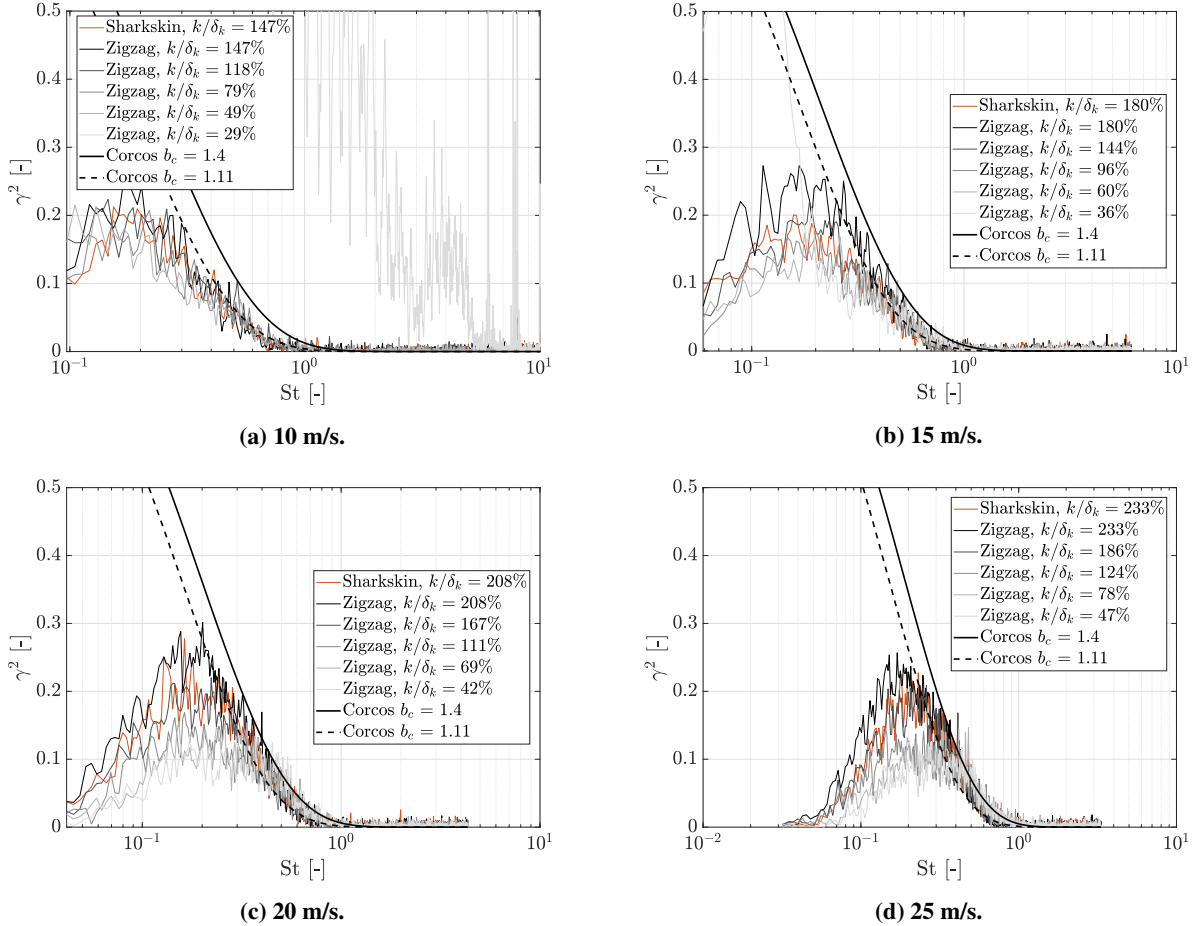 0.5
0.4
0.3
0.2
0.1
0
γ² [-]
Sharkskin, k/δₖ = 147%
Zigzag, k/δₖ = 147%
Zigzag, k/δₖ = 118%
Zigzag, k/δₖ = 79%
Zigzag, k/δₖ = 49%
Zigzag, k/δₖ = 29%
Corcos b_c = 1.4
Corcos b_c = 1.11
10⁻¹ 10⁰ 10¹
St [-]
(a) 10 m/s.
0.5
0.4
0.3
0.2
0.1
0
γ² [-]
Sharkskin, k/δₖ = 180%
Zigzag, k/δₖ = 180%
Zigzag, k/δₖ = 144%
Zigzag, k/δₖ = 96%
Zigzag, k/δₖ = 60%
Zigzag, k/δₖ = 36%
Corcos b_c = 1.4
Corcos b_c = 1.11
10⁻¹ 10⁰ 10¹
St [-]
(b) 15 m/s.
0.5
0.4
0.3
0.2
0.1
0
γ² [-]
Sharkskin, k/δₖ = 208%
Zigzag, k/δₖ = 208%
Zigzag, k/δₖ = 167%
Zigzag, k/δₖ = 111%
Zigzag, k/δₖ = 69%
Zigzag, k/δₖ = 42%
Corcos b_c = 1.4
Corcos b_c = 1.11
10⁻¹ 10⁰ 10¹
St [-]
(c) 20 m/s.
0.5
0.4
0.3
0.2
0.1
0
γ² [-]
Sharkskin, k/δₖ = 233%
Zigzag, k/δₖ = 233%
Zigzag, k/δₖ = 186%
Zigzag, k/δₖ = 124%
Zigzag, k/δₖ = 78%
Zigzag, k/δₖ = 47%
Corcos b_c = 1.4
Corcos b_c = 1.11
10⁻² 10⁻¹ 10⁰ 10¹
St [-]
(d) 25 m/s.